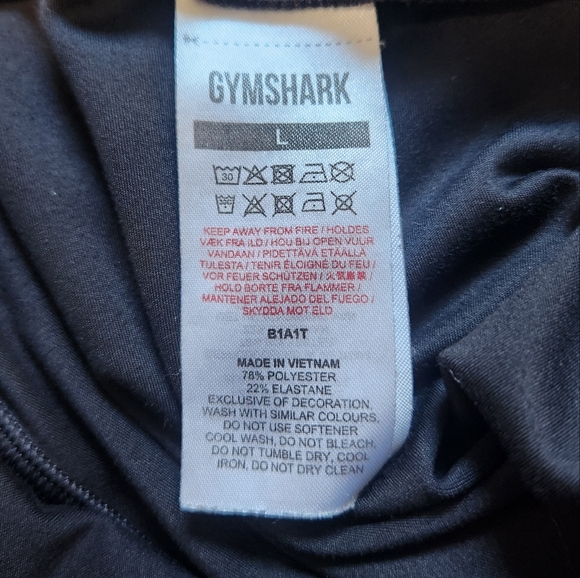 GYMSHARK
L
30
KEEP AWAY FROM FIRE / HOLDES
VÆK FRA ILD / HOU BIJ OPEN VUUR
VANDAAN / PIDETTÄVÄ ETÄÄLLÄ
TULESTA / TENIR ÉLOIGNÉ DU FEU /
VOR FEUER SCHÜTZEN / 火気厳禁 /
HOLD BORTE FRA FLAMMER /
MANTENER ALEJADO DEL FUEGO /
SKYDDA MOT ELD
B1A1T
MADE IN VIETNAM
78% POLYESTER
22% ELASTANE
EXCLUSIVE OF DECORATION,
WASH WITH SIMILAR COLOURS,
DO NOT USE SOFTENER
COOL WASH, DO NOT BLEACH,
DO NOT TUMBLE DRY, COOL
IRON, DO NOT DRY CLEAN